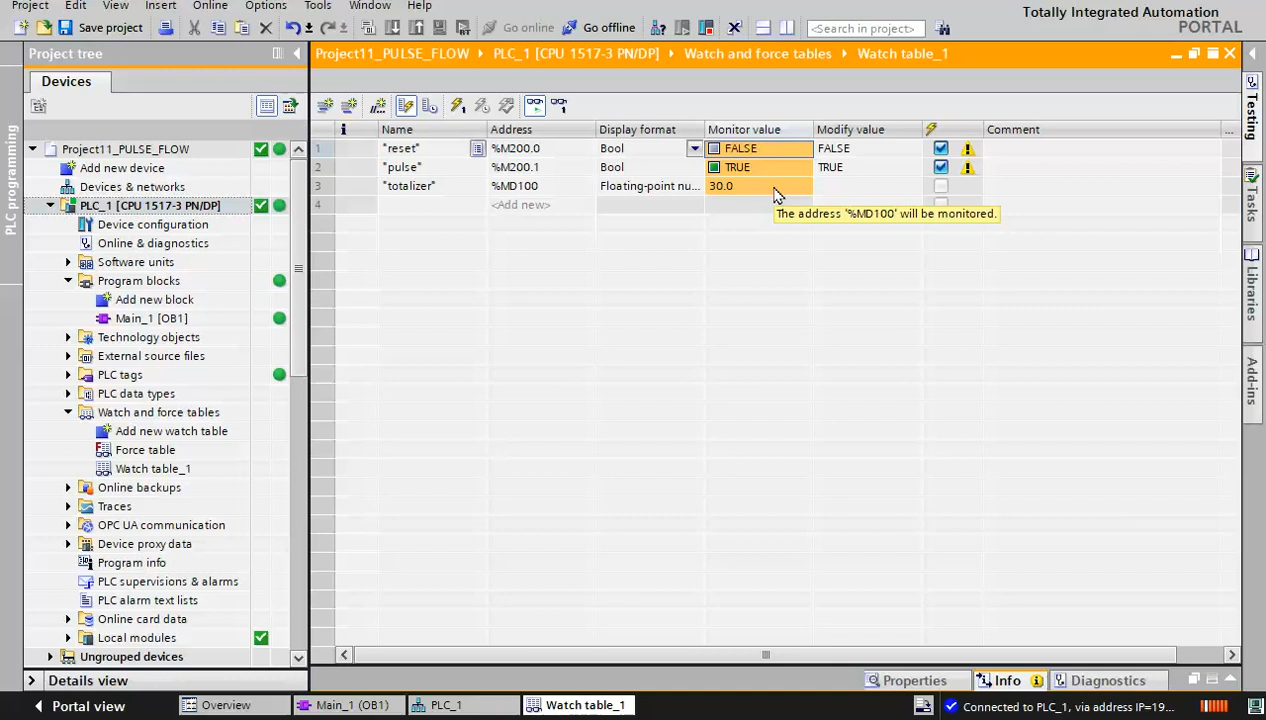 Project Edit View Insert Online Options Tools Window Help
Totally Integrated Automation
PORTAL
Save project Go online Go offline <Search in project>
Project tree
Project11_PULSE_FLOW PLC_1 [CPU 1517-3 PN/DP] Watch and force tables Watch table_1
Devices
PLC programming
i Name Address Display format Monitor value Modify value Comment ...
1 "reset" %M200.0 Bool FALSE FALSE
2 "pulse" %M200.1 Bool TRUE TRUE
3 "totalizer" %MD100 Floating-point nu... 30.0
4 <Add new>
The address '%MD100' will be monitored.
Project11_PULSE_FLOW
Add new device
Devices & networks
PLC_1 [CPU 1517-3 PN/DP]
Device configuration
Online & diagnostics
Software units
Program blocks
Add new block
Main_1 [OB1]
Technology objects
External source files
PLC tags
PLC data types
Watch and force tables
Add new watch table
Force table
Watch table_1
Online backups
Traces
OPC UA communication
Device proxy data
Program info
PLC supervisions & alarms
PLC alarm text lists
Online card data
Local modules
Ungrouped devices
Details view
Testing
Tasks
Libraries
Add-ins
Properties Info Diagnostics
Portal view Overview Main_1 (OB1) PLC_1 Watch table_1 Connected to PLC_1, via address IP=19...